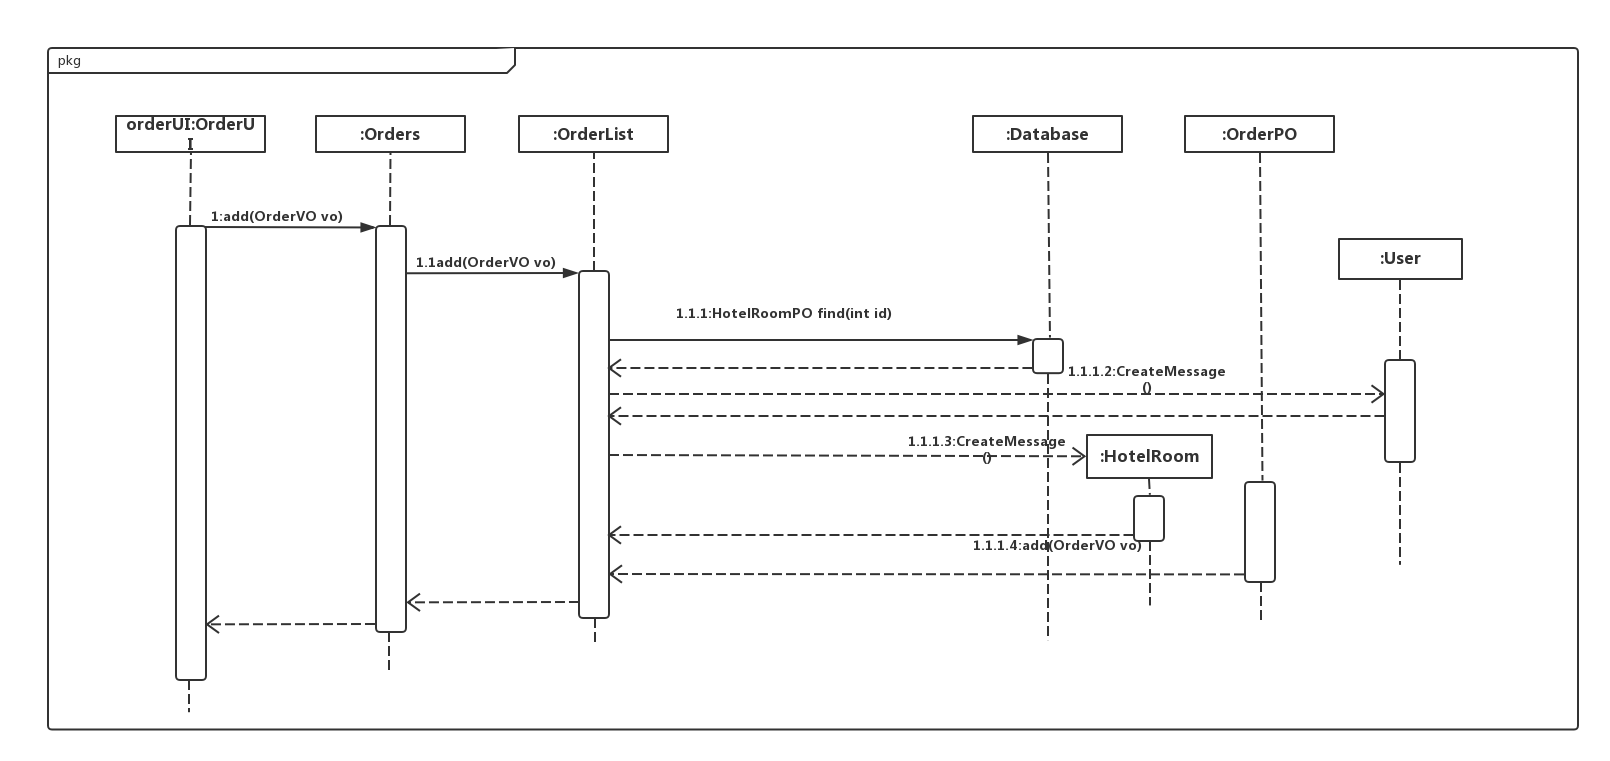 pkg
orderUI:OrderU
I
:Orders
:OrderList
:Database
:OrderPO
1:add(OrderVO vo)
:User
1.1add(OrderVO vo)
1.1.1:HotelRoomPO find(int id)
1.1.1.2:CreateMessage
()
1.1.1.3:CreateMessage
()
:HotelRoom
1.1.1.4:add(OrderVO vo)